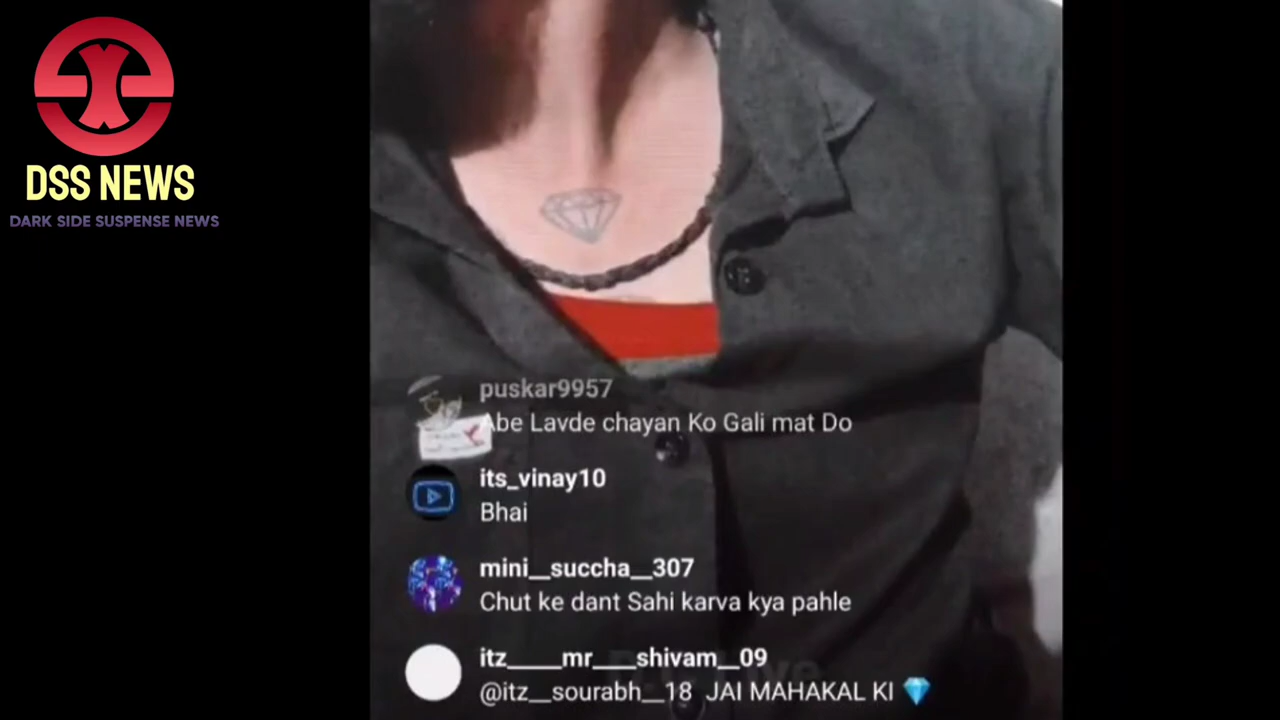 DSS NEWS
DARK SIDE SUSPENSE NEWS
puskar9957
Abe Lavde chayan Ko Gali mat Do
its_vinay10
Bhai
mini__succha__307
Chut ke dant Sahi karva kya pahle
itz_____mr____shivam__09
@itz__sourabh__18 JAI MAHAKAL KI 💎